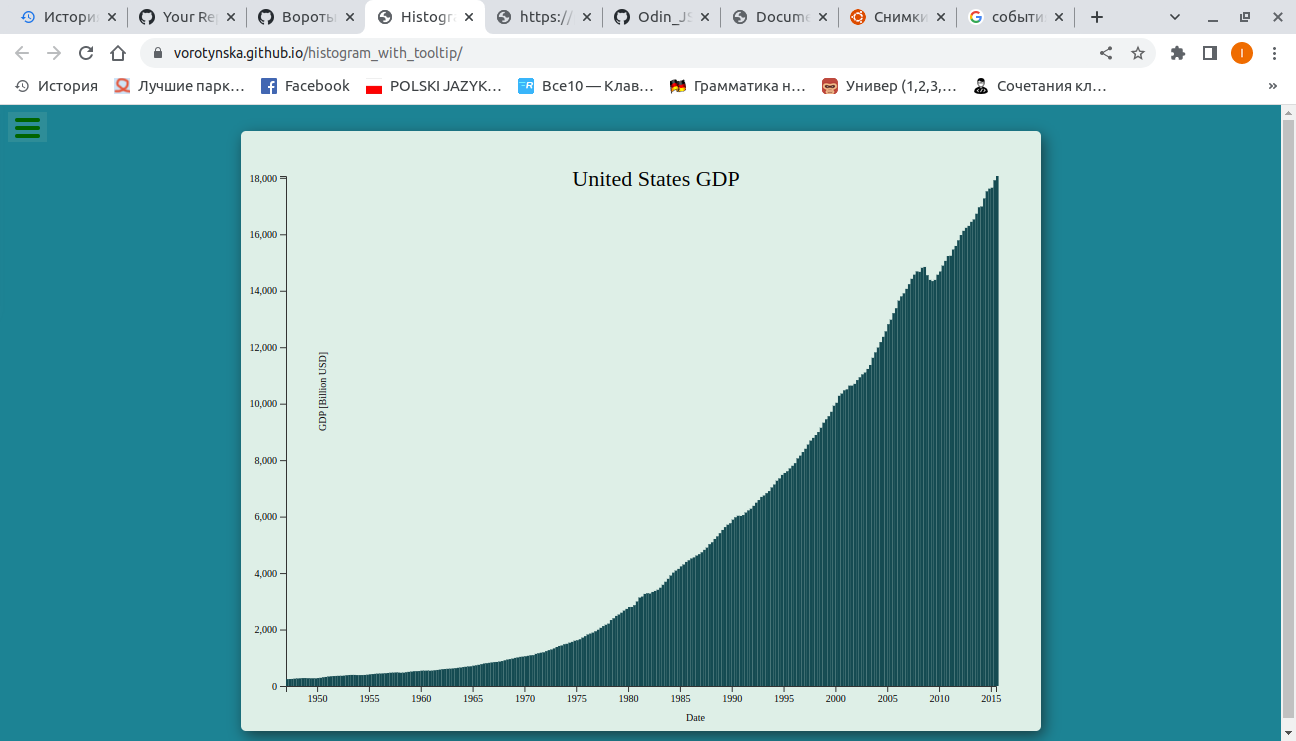 Истори
Your Re
Вороты
Histogr
https://
Odin_JS
Docume
Снимки
событи
vorotynska.github.io/histogram_with_tooltip/
I
История
Лучшие парк…
Facebook
POLSKI JAZYK…
Все10 — Клав…
Грамматика н…
Универ (1,2,3,…
Сочетания кл…
»
United States GDP
18,000
16,000
14,000
12,000
10,000
8,000
6,000
4,000
2,000
0
GDP [Billion USD]
1950 1955 1960 1965 1970 1975 1980 1985 1990 1995 2000 2005 2010 2015
Date